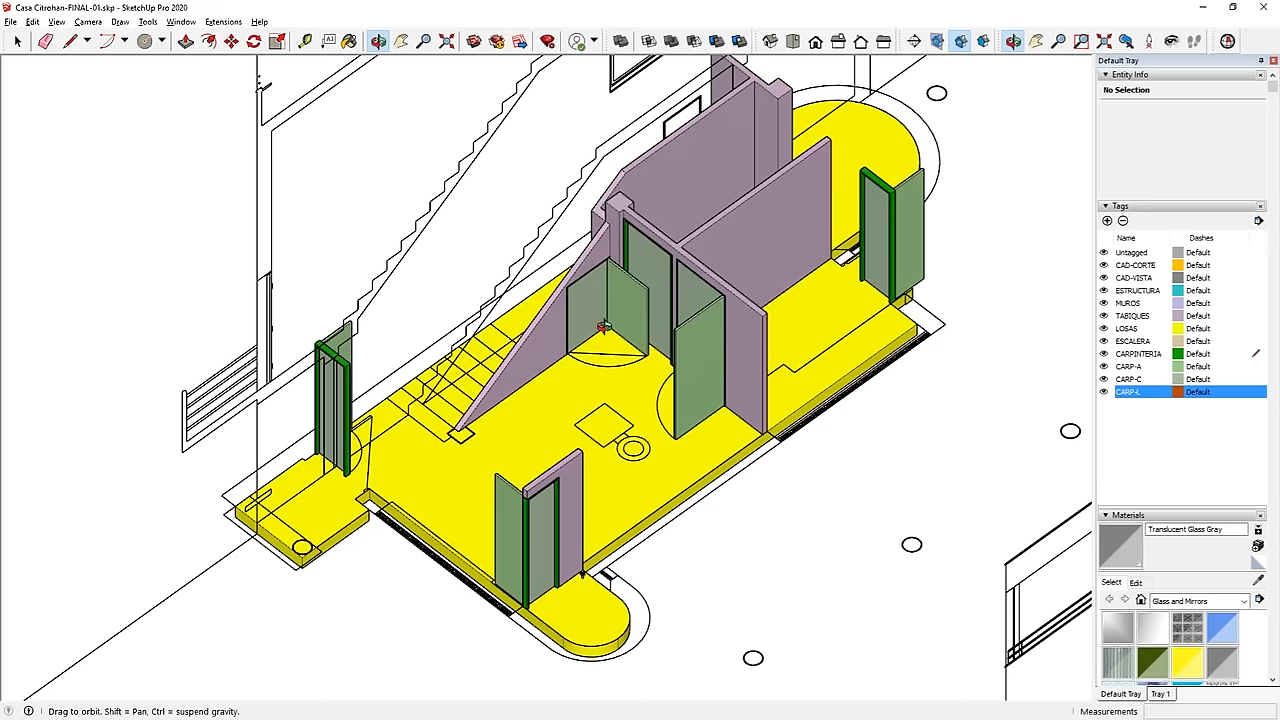 Casa Citrohan-FINAL-01.skp - SketchUp Pro 2020
File Edit View Camera Draw Tools Window Extensions Help
Default Tray
Entity Info
No Selection
Tags
Name Dashes
Untagged Default
CAD-CORTE Default
CAD-VISTA Default
ESTRUCTURA Default
MUROS Default
TABIQUES Default
LOSAS Default
ESCALERA Default
CARPINTERIA Default
CARP-A Default
CARP-C Default
CARP-L Default
Materials
Translucent Glass Gray
Select Edit
Glass and Mirrors
Default Tray Tray 1
Drag to orbit. Shift = Pan, Ctrl = suspend gravity. Measurements